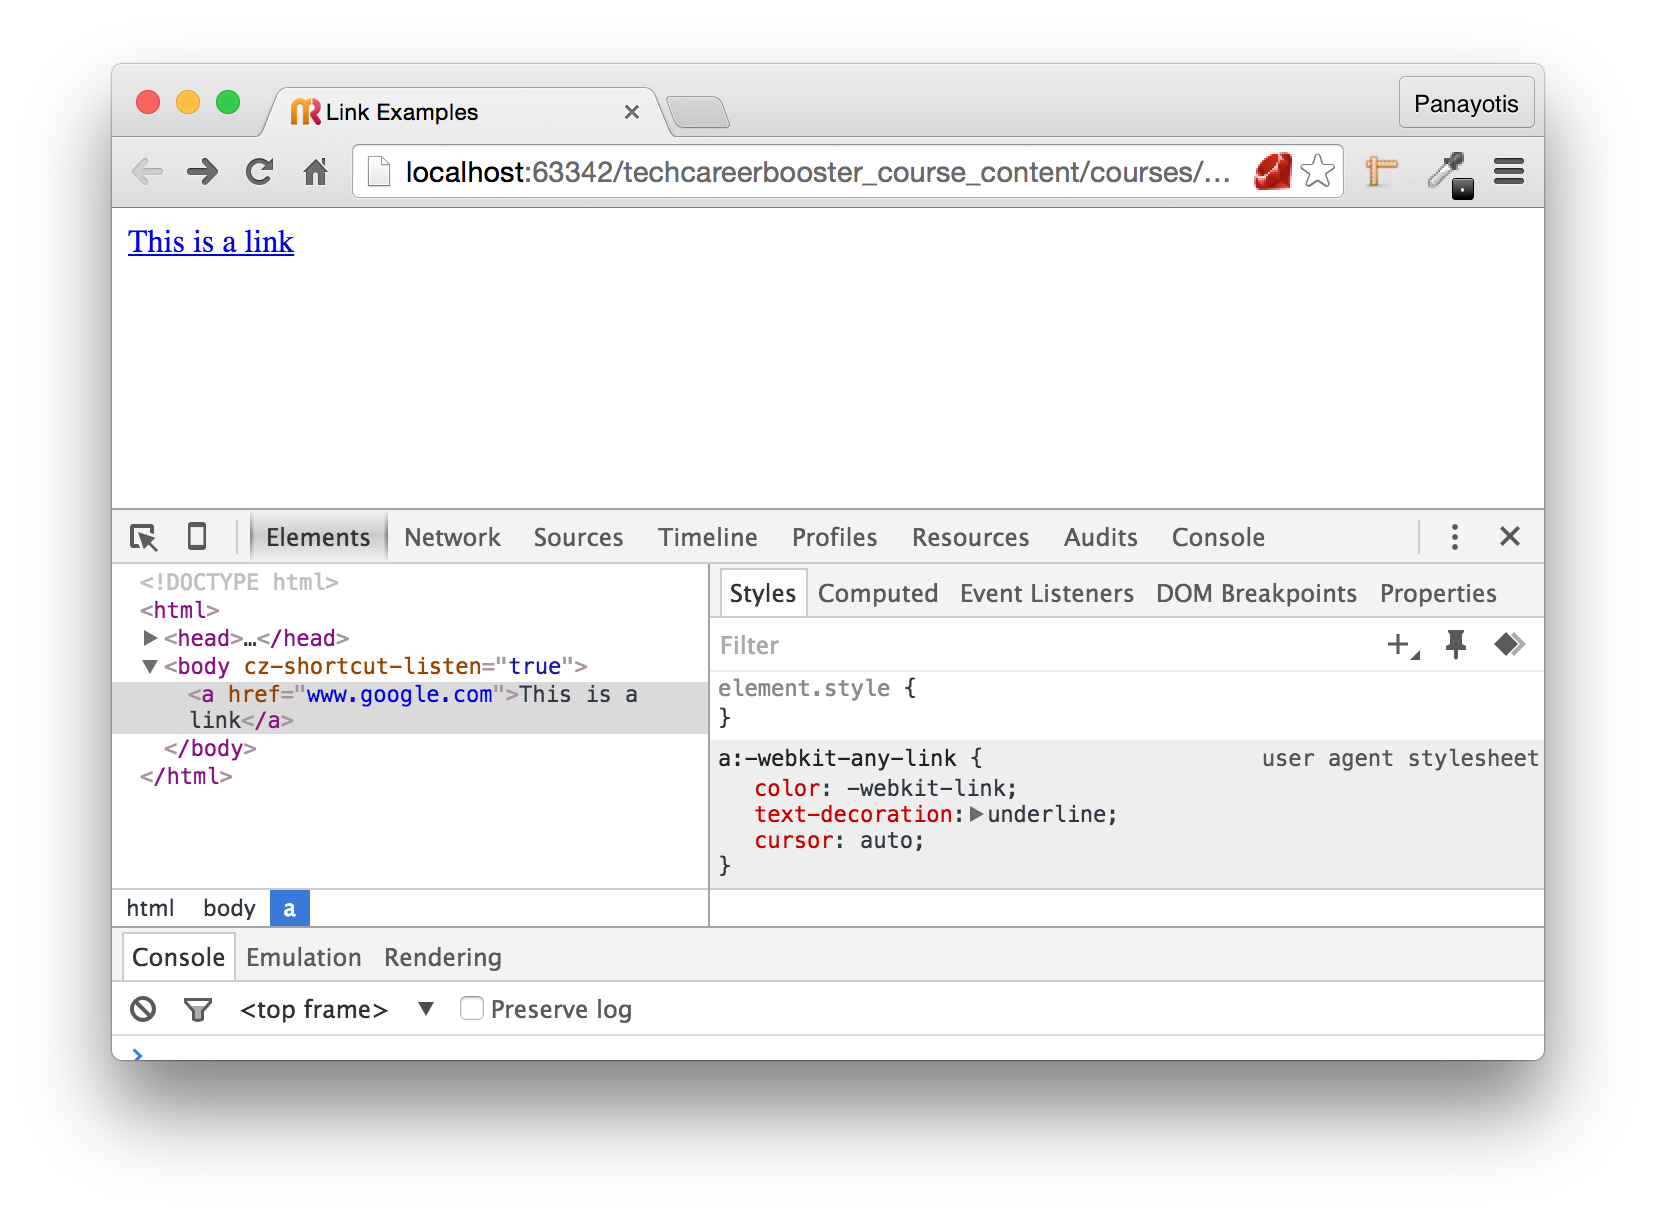 Link Examples
Panayotis
localhost:63342/techcareerbooster_course_content/courses/...
This is a link
Elements Network Sources Timeline Profiles Resources Audits Console
<!DOCTYPE html>
<html>
<head>…</head>
<body cz-shortcut-listen="true">
<a href="www.google.com">This is a
link</a>
</body>
</html>
html body a
Styles Computed Event Listeners DOM Breakpoints Properties
Filter
element.style {
}
a:-webkit-any-link { user agent stylesheet
color: -webkit-link;
text-decoration: underline;
cursor: auto;
}
Console Emulation Rendering
<top frame> Preserve log